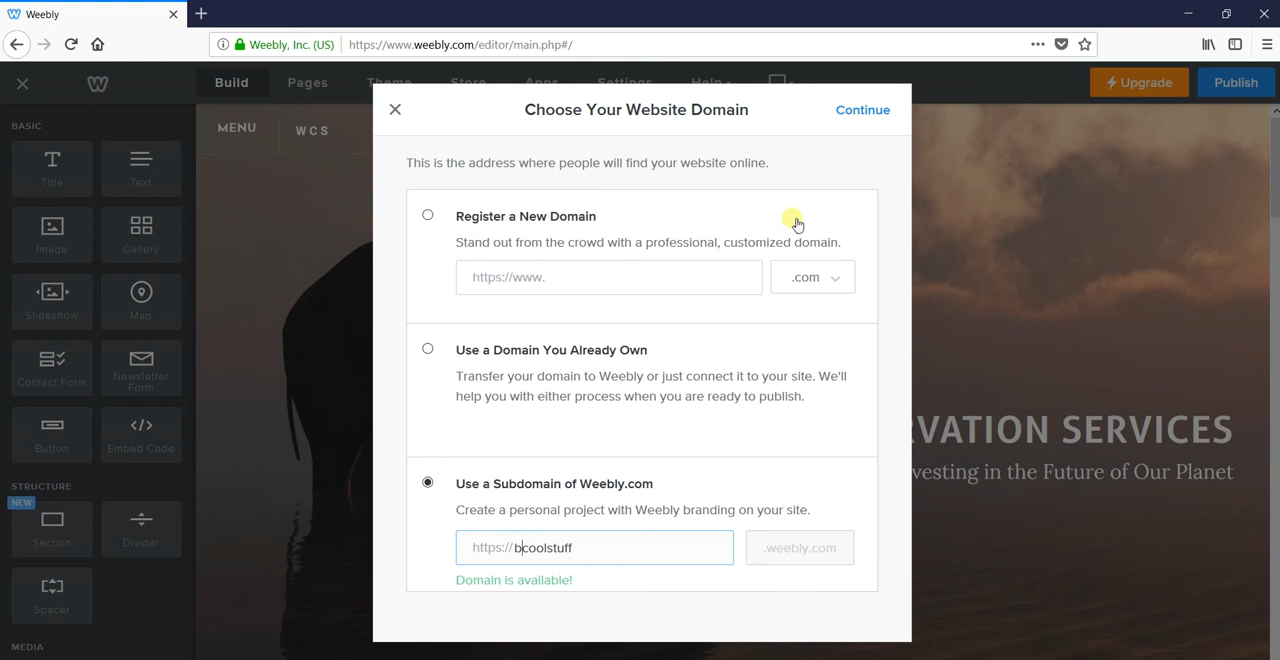 Weebly
Weebly, Inc. (US)
https://www.weebly.com/editor/main.php#/
Build
Pages
Theme
Store
Apps
Settings
Help
Upgrade
Publish
BASIC
Title
Text
Image
Gallery
Slideshow
Map
Contact Form
Newsletter
Form
Button
Embed Code
STRUCTURE
NEW
Section
Divider
Spacer
MEDIA
MENU
WCS
Choose Your Website Domain
Continue
This is the address where people will find your website online.
Register a New Domain
Stand out from the crowd with a professional, customized domain.
https://www.
.com
Use a Domain You Already Own
Transfer your domain to Weebly or just connect it to your site. We'll
help you with either process when you are ready to publish.
Use a Subdomain of Weebly.com
Create a personal project with Weebly branding on your site.
https://bcoolstuff
.weebly.com
Domain is available!
RVATION SERVICES
vesting in the Future of Our Planet